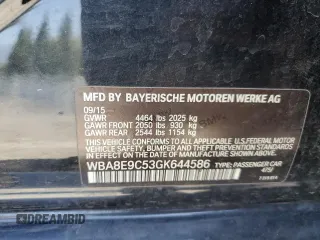 MFD BY BAYERISCHE MOTOREN WERKE AG
09/15
GVWR 4464 lbs 2025 kg
GAWR FRONT 2050 lbs 930 kg
GAWR REAR 2544 lbs 1154 kg
THIS VEHICLE CONFORMS TO ALL APPLICABLE
U.S. FEDERAL MOTOR VEHICLE SAFETY, BUMPER,
AND THEFT PREVENTION STANDARDS IN EFFECT
ON THE DATE OF MANUFACTURE SHOWN ABOVE.
WBA8E9C53GK644586 TYPE: PASSENGER CAR
475/
DREAMBID